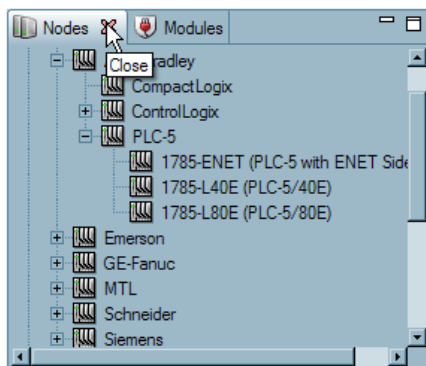 Nodes Modules
Close radley
CompactLogix
ControlLogix
PLC-5
1785-ENET (PLC-5 with ENET Side
1785-L40E (PLC-5/40E)
1785-L80E (PLC-5/80E)
Emerson
GE-Fanuc
MTL
Schneider
Siemens